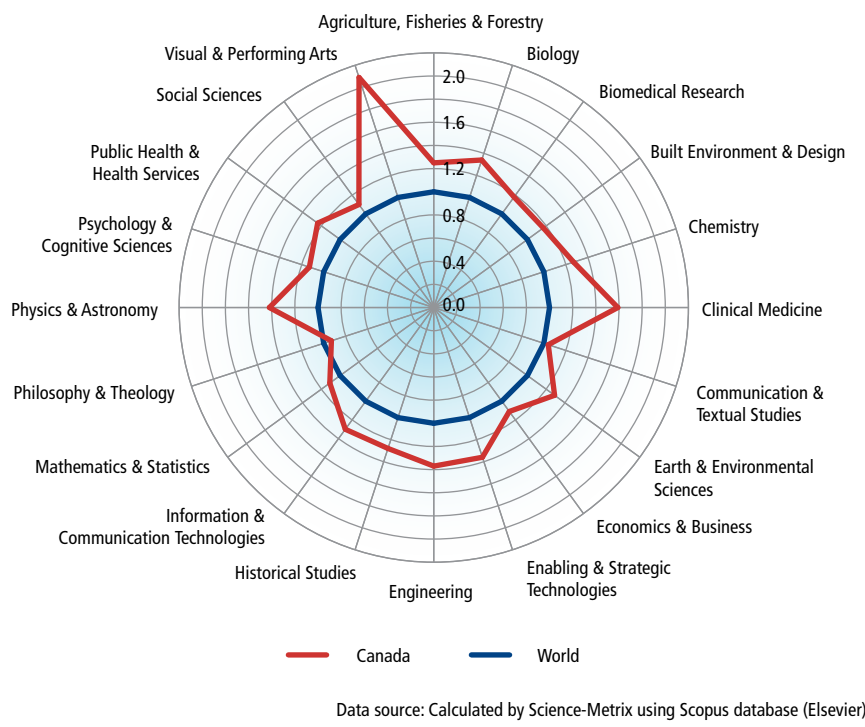 Agriculture, Fisheries & Forestry
Visual & Performing Arts
Biology
Social Sciences
Biomedical Research
Public Health &
Health Services
Built Environment & Design
Psychology &
Cognitive Sciences
Chemistry
Physics & Astronomy
Clinical Medicine
Philosophy & Theology
Communication &
Textual Studies
Mathematics & Statistics
Earth & Environmental
Sciences
Information &
Communication Technologies
Economics & Business
Historical Studies
Enabling & Strategic
Technologies
Engineering
2.0
1.6
1.2
0.8
0.4
0.0
Canada
World
Data source: Calculated by Science-Metrix using Scopus database (Elsevier)